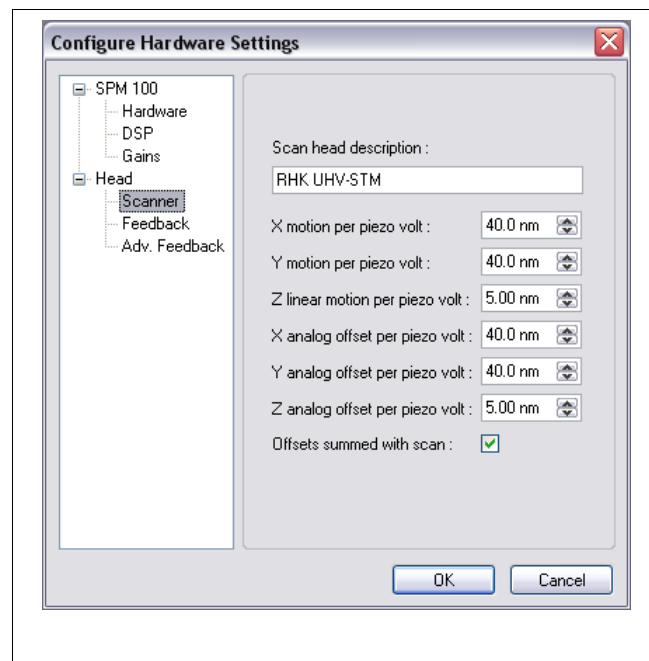 Configure Hardware Settings
SPM 100
Hardware
DSP
Gains
Head
Scanner
Feedback
Adv. Feedback
Scan head description :
RHK UHV-STM
X motion per piezo volt : 40.0 nm
Y motion per piezo volt : 40.0 nm
Z linear motion per piezo volt : 5.00 nm
X analog offset per piezo volt : 40.0 nm
Y analog offset per piezo volt : 40.0 nm
Z analog offset per piezo volt : 5.00 nm
Offsets summed with scan :
OK Cancel